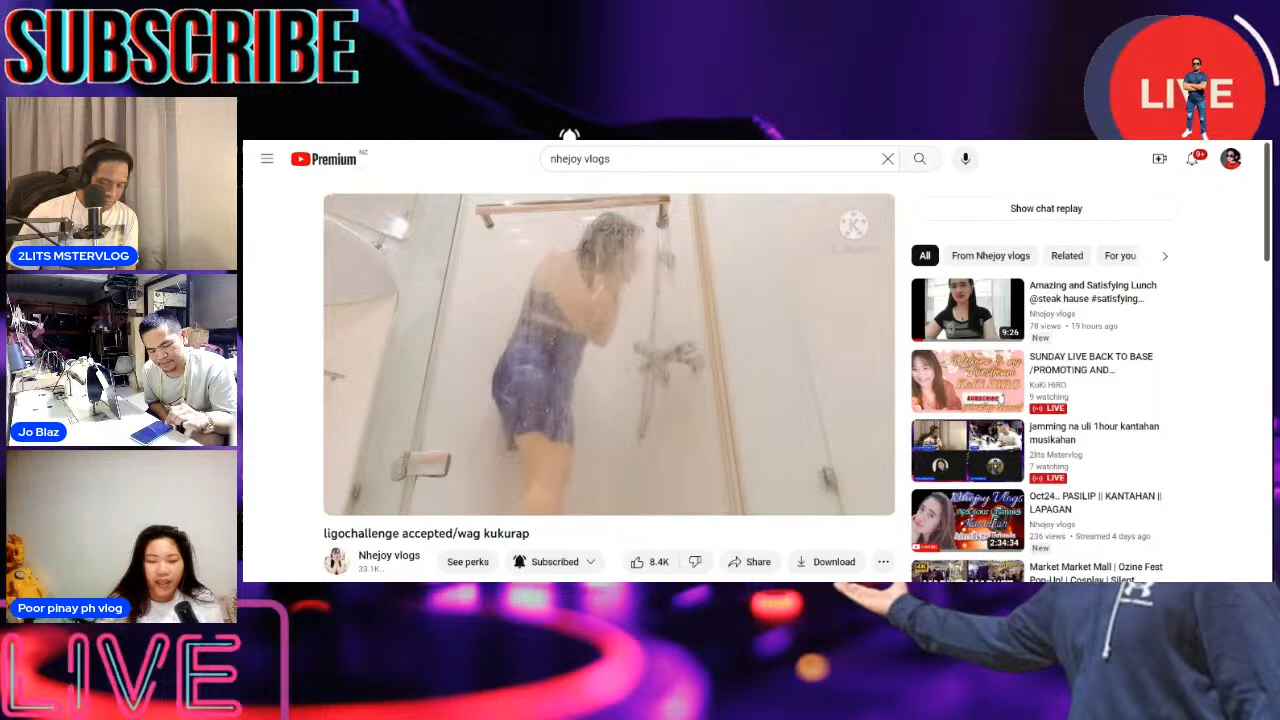 SUBSCRIBE
LIVE
2LITS MSTERVLOG
Jo Blaz
Poor pinay ph vlog
LIVE
Premium NZ
nhejoy vlogs
9+
K
ligochallenge accepted/wag kukurap
Nhejoy vlogs
33.1K..
See perks
Subscribed
8.4K
Share
Download
Show chat replay
All
From Nhejoy vlogs
Related
For you
9:26
Amazing and Satisfying Lunch
@steak hause #satisfying...
Nhejoy vlogs
78 views • 19 hours ago
New
SUBSCRIBE
SUNDAY LIVE BACK TO BASE
/PROMOTING AND...
KoKi HiRO
9 watching
LIVE
jamming na uli 1hour kantahan
musikahan
2lits Mstervlog
7 watching
LIVE
Nhejoy Vlogs
2:34:34
Oct24.. PASILIP || KANTAHAN ||
LAPAGAN
Nhejoy vlogs
236 views • Streamed 4 days ago
New
Market Market Mall | Ozine Fest
Pop-Up! | Cosplay | Silent